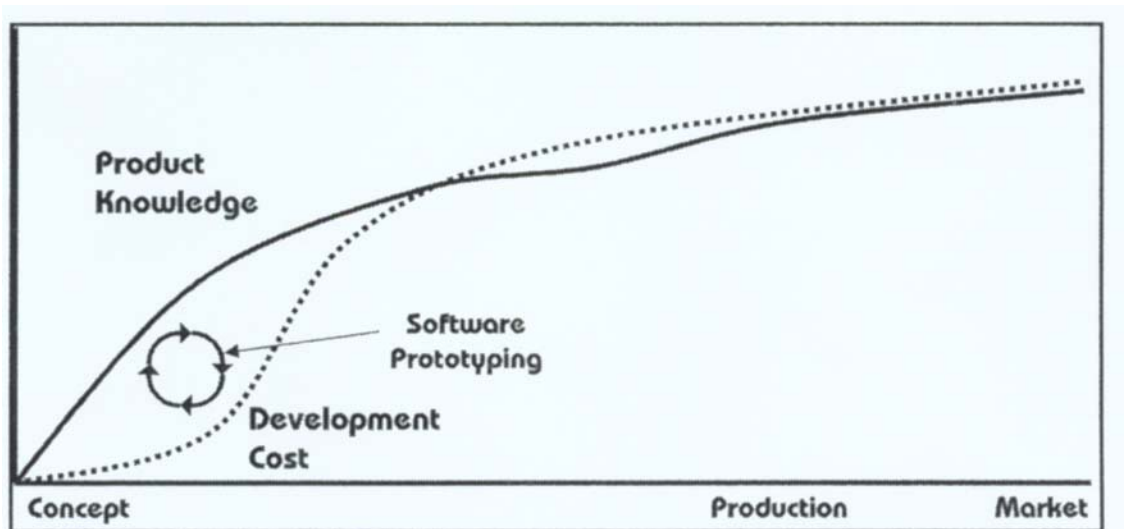 Product
Knowledge
Software
Prototyping
Development
Cost
Concept
Production
Market